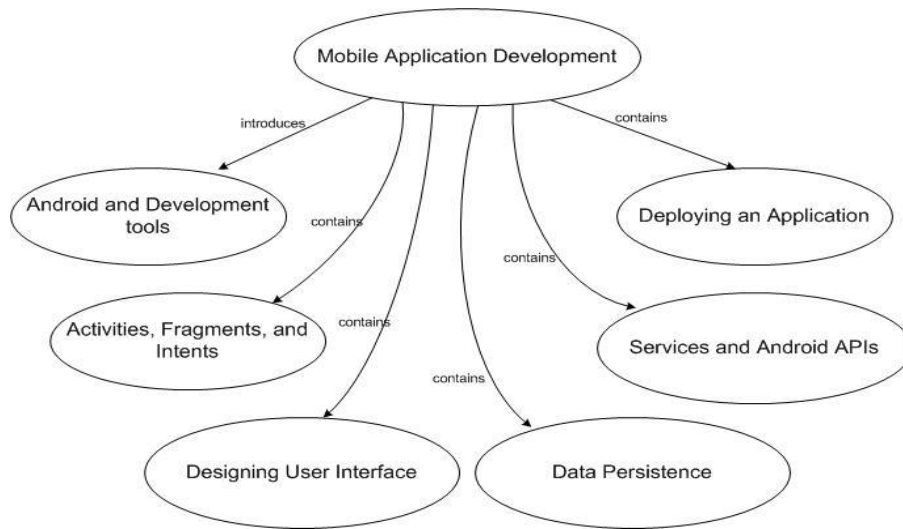 Mobile Application Development
introduces
contains
Android and Development
tools
Deploying an Application
contains
contains
Activities, Fragments, and
Intents
contains
Services and Android APIs
contains
Designing User Interface
Data Persistence